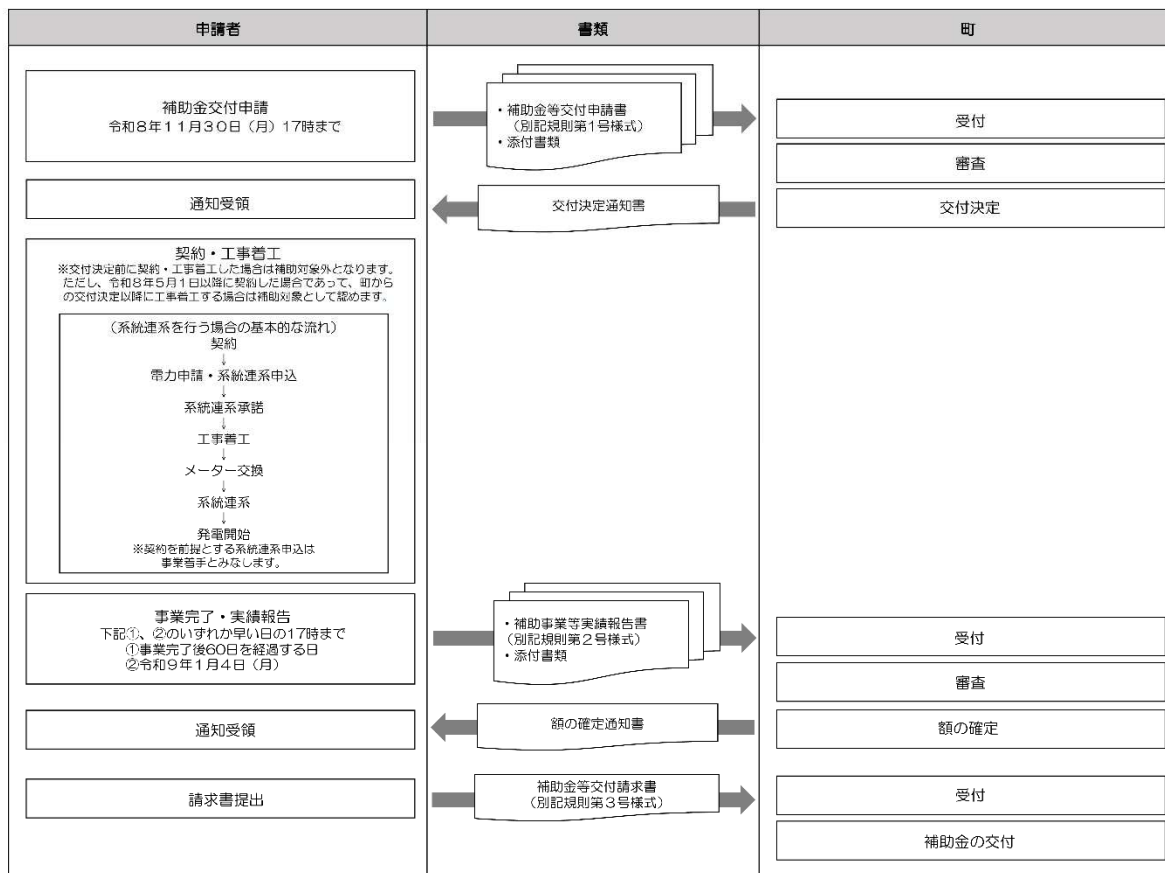 申請者
書類
町
補助金交付申請
令和8年11月30日（月）17時まで
・補助金等交付申請書
（別記規則第1号様式）
・添付書類
受付
審査
通知受領
交付決定通知書
交付決定
契約・工事着工
※交付決定前に契約・工事着工した場合は補助対象外となります。
ただし、令和8年5月1日以降に契約した場合であって、町から
の交付決定以降に工事着工する場合は補助対象として認めます。
（系統連系を行う場合の基本的な流れ）
契約
↓
電力申請・系統連系申込
↓
系統連系承諾
↓
工事着工
↓
メーター交換
↓
系統連系
↓
発電開始
※契約を前提とする系統連系申込は
事業着手とみなします。
事業完了・実績報告
下記①、②のいずれか早い日の17時まで
①事業完了後60日を経過する日
②令和9年1月4日（月）
・補助事業等実績報告書
（別記規則第2号様式）
・添付書類
受付
審査
通知受領
額の確定通知書
額の確定
請求書提出
補助金等交付請求書
（別記規則第3号様式）
受付
補助金の交付